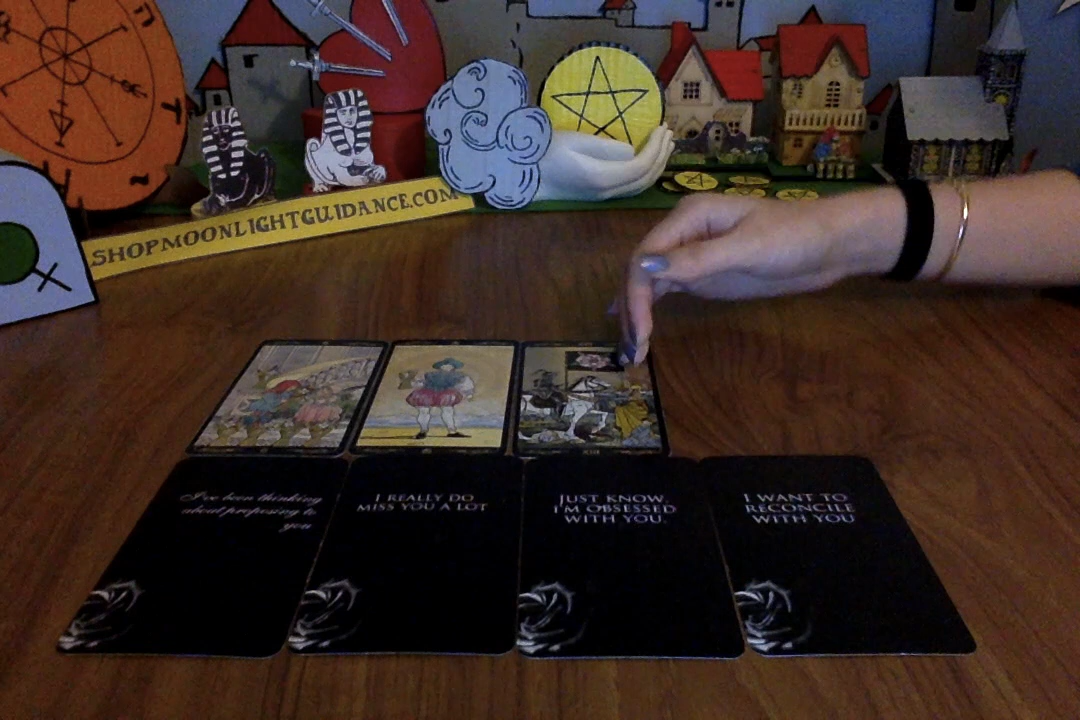 SHOPMOONLIGHTGUIDANCE.COM
I've been thinking
about proposing to
you
I REALLY DO
MISS YOU A LOT
JUST KNOW,
I'M OBSESSED
WITH YOU.
I WANT TO
RECONCILE
WITH YOU